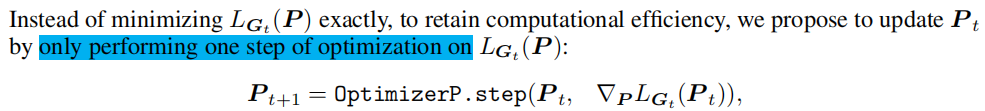 Instead of minimizing L_{G_t}(P) exactly, to retain computational efficiency, we propose to update P_t
by only performing one step of optimization on L_{G_t}(P):
P_{t+1} = OptimizerP.step(P_t, ∇_P L_{G_t}(P_t)),